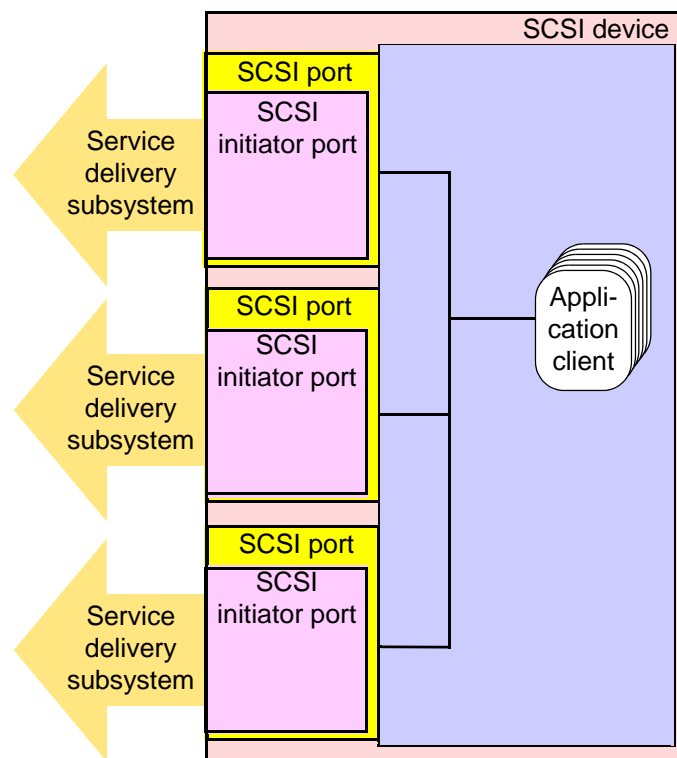 SCSI device
SCSI port
SCSI
initiator port
Service
delivery
subsystem
Appli-
cation
client
SCSI port
SCSI
initiator port
Service
delivery
subsystem
SCSI port
SCSI
initiator port
Service
delivery
subsystem